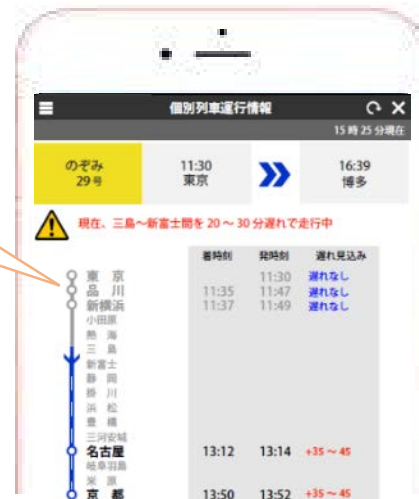 個別列車運行情報
15時25分現在
のぞみ 11:30 16:39
29号 東京 博多
現在、三島~新富士間を20~30分遅れで走行中
着時刻 発時刻 遅れ見込み
東京 11:30 遅れなし
品川 11:35 11:47 遅れなし
新横浜 11:37 11:49 遅れなし
小田原
熱海
三島
新富士
静岡
掛川
浜松
豊橋
三河安城
名古屋 13:12 13:14 +35~45
岐阜羽島
米原
京都 13:50 13:52 +35~45